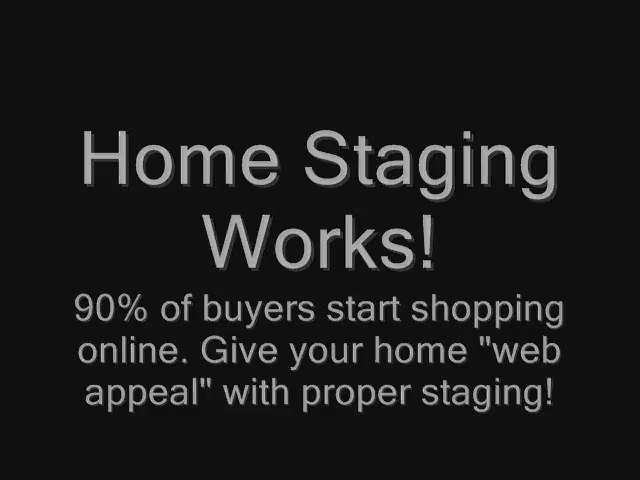 Home Staging
Works!
90% of buyers start shopping
online. Give your home "web
appeal" with proper staging!